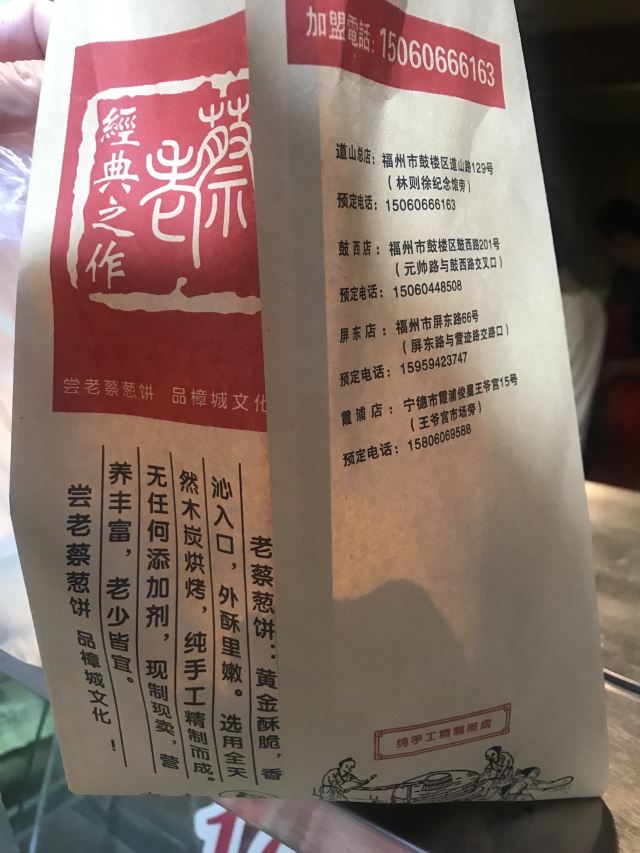 加盟電話：15060666163
經典之作
老蔡
尝老蔡葱饼 品樟城文化
道山总店：福州市鼓楼区道山路129号
（林则徐纪念馆旁）
预定电话：15060666163
鼓西店：福州市鼓楼区鼓西路201号
（元帅路与鼓西路交叉口）
预定电话：15060448508
屏东店：福州市屏东路66号
（屏东路与营迹路交路口）
预定电话：15959423747
霞浦店：宁德市霞浦俊星王爷宫15号
（王爷宫市场旁）
预定电话：15806069588
老蔡葱饼：黄金酥脆，香
沁入口，外酥里嫩。选用全天
然木炭烘烤，纯手工精制而成。
无任何添加剂，现制现卖，营
养丰富，老少皆宜。
尝老蔡葱饼 品樟城文化！
纯手工精制而成